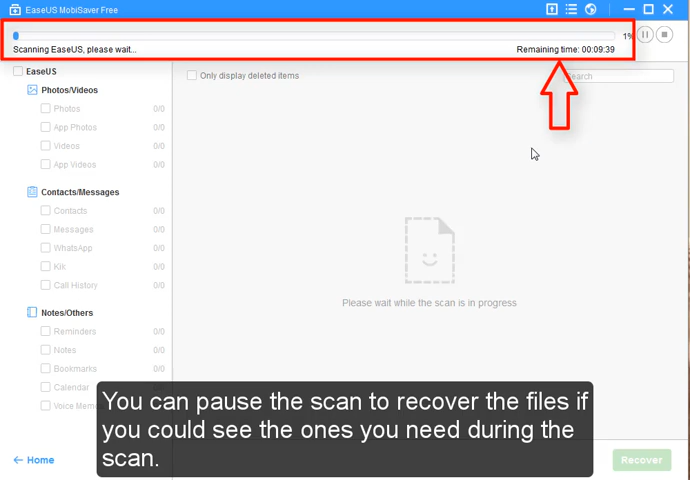 EaseUS MobiSaver Free
1%
Scanning EaseUS, please wait...
Remaining time: 00:09:39
EaseUS
Only display deleted items
Search
Photos/Videos
Photos 0/0
App Photos 0/0
Videos 0/0
App Videos 0/0
Contacts/Messages
Contacts 0/0
Messages 0/0
WhatsApp 0/0
Kik 0/0
Call History 0/0
Please wait while the scan is in progress
Notes/Others
Reminders 0/0
Notes 0/0
Bookmarks 0/0
Calendar
Voice Mem
You can pause the scan to recover the files if
you could see the ones you need during the
scan.
Home
Recover